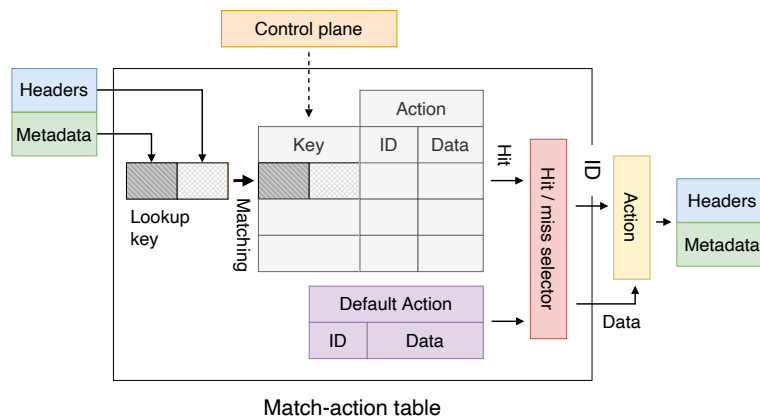 Control plane
Headers
Metadata
Action
Key
ID
Data
Hit
Hit / miss selector
ID
Action
Headers
Metadata
Lookup
key
Matching
Default Action
ID
Data
Data
Match-action table